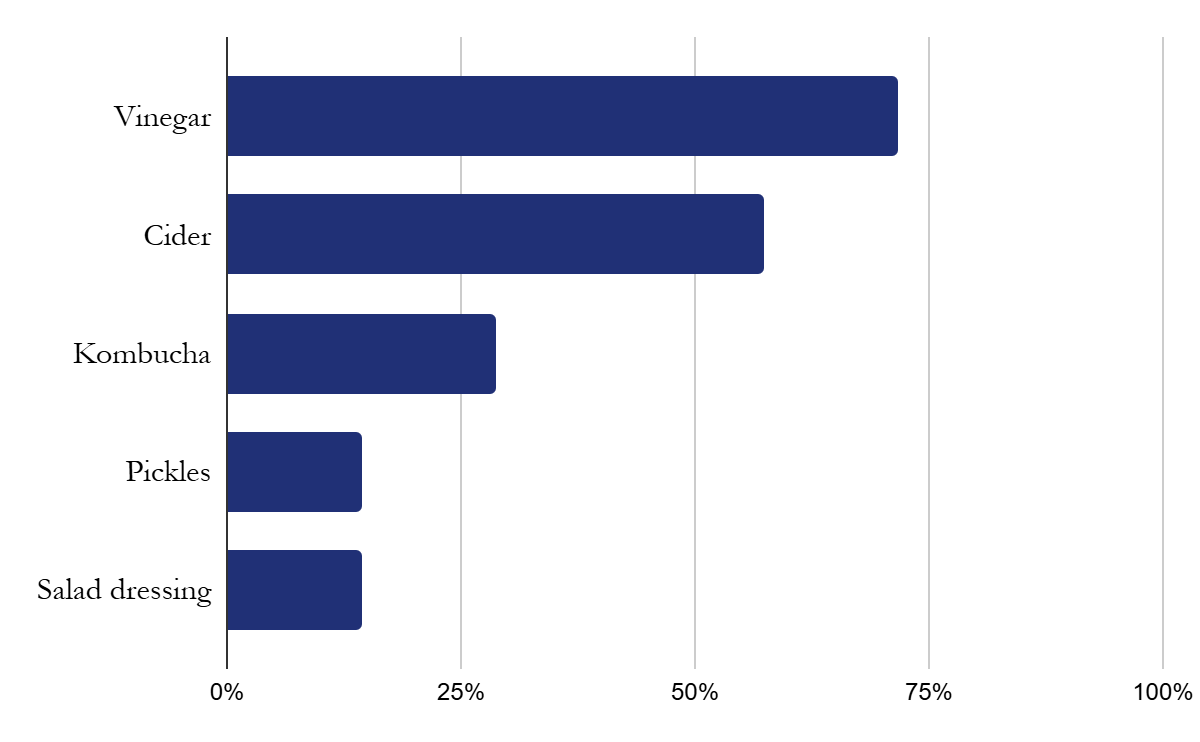 Vinegar
Cider
Kombucha
Pickles
Salad dressing
0% 25% 50% 75% 100%